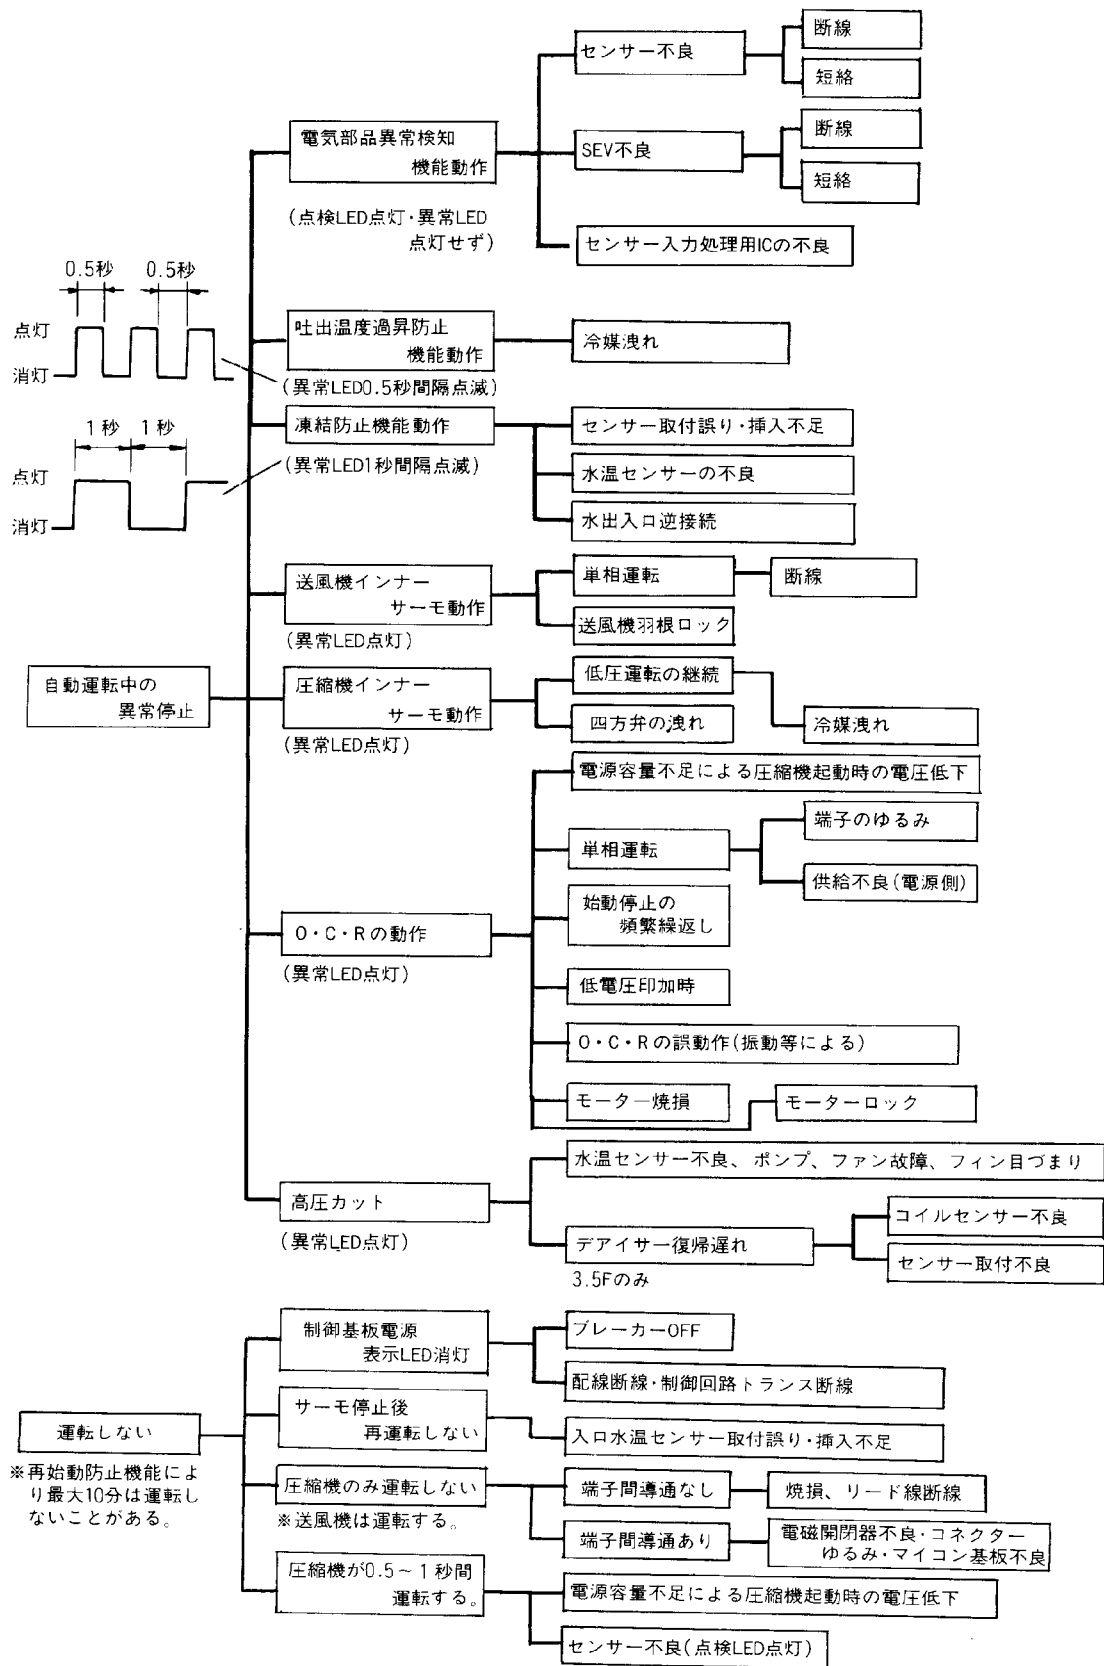 断線
センサー不良
短絡
電気部品異常検知
機能動作
断線
SEV不良
短絡
(点検LED点灯・異常LED
点灯せず)
センサー入力処理用ICの不良
0.5秒
0.5秒
点灯
消灯
吐出温度過昇防止
機能動作
冷媒洩れ
(異常LED0.5秒間隔点滅)
1秒
1秒
点灯
消灯
凍結防止機能動作
(異常LED1秒間隔点滅)
センサー取付誤り・挿入不足
水温センサーの不良
水出入口逆接続
送風機インナー
サーモ動作
(異常LED点灯)
単相運転
断線
送風機羽根ロック
自動運転中の
異常停止
圧縮機インナー
サーモ動作
(異常LED点灯)
低圧運転の継続
四方弁の洩れ
冷媒洩れ
電源容量不足による圧縮機起動時の電圧低下
端子のゆるみ
単相運転
供給不良(電源側)
始動停止の
頻繁繰返し
O・C・Rの動作
(異常LED点灯)
低電圧印加時
O・C・Rの誤動作(振動等による)
モーター焼損
モーターロック
水温センサー不良、ポンプ、ファン故障、フィン目づまり
高圧カット
(異常LED点灯)
デアイサー復帰遅れ
3.5Fのみ
コイルセンサー不良
センサー取付不良
制御基板電源
表示LED消灯
ブレーカーOFF
配線断線・制御回路トランス断線
サーモ停止後
再運転しない
入口水温センサー取付誤り・挿入不足
運転しない
※再始動防止機能によ
り最大10分は運転し
ないことがある。
圧縮機のみ運転しない
※送風機は運転する。
端子間導通なし
焼損、リード線断線
端子間導通あり
電磁開閉器不良・コネクター
ゆるみ・マイコン基板不良
圧縮機が0.5～1秒間
運転する。
電源容量不足による圧縮機起動時の電圧低下
センサー不良(点検LED点灯)